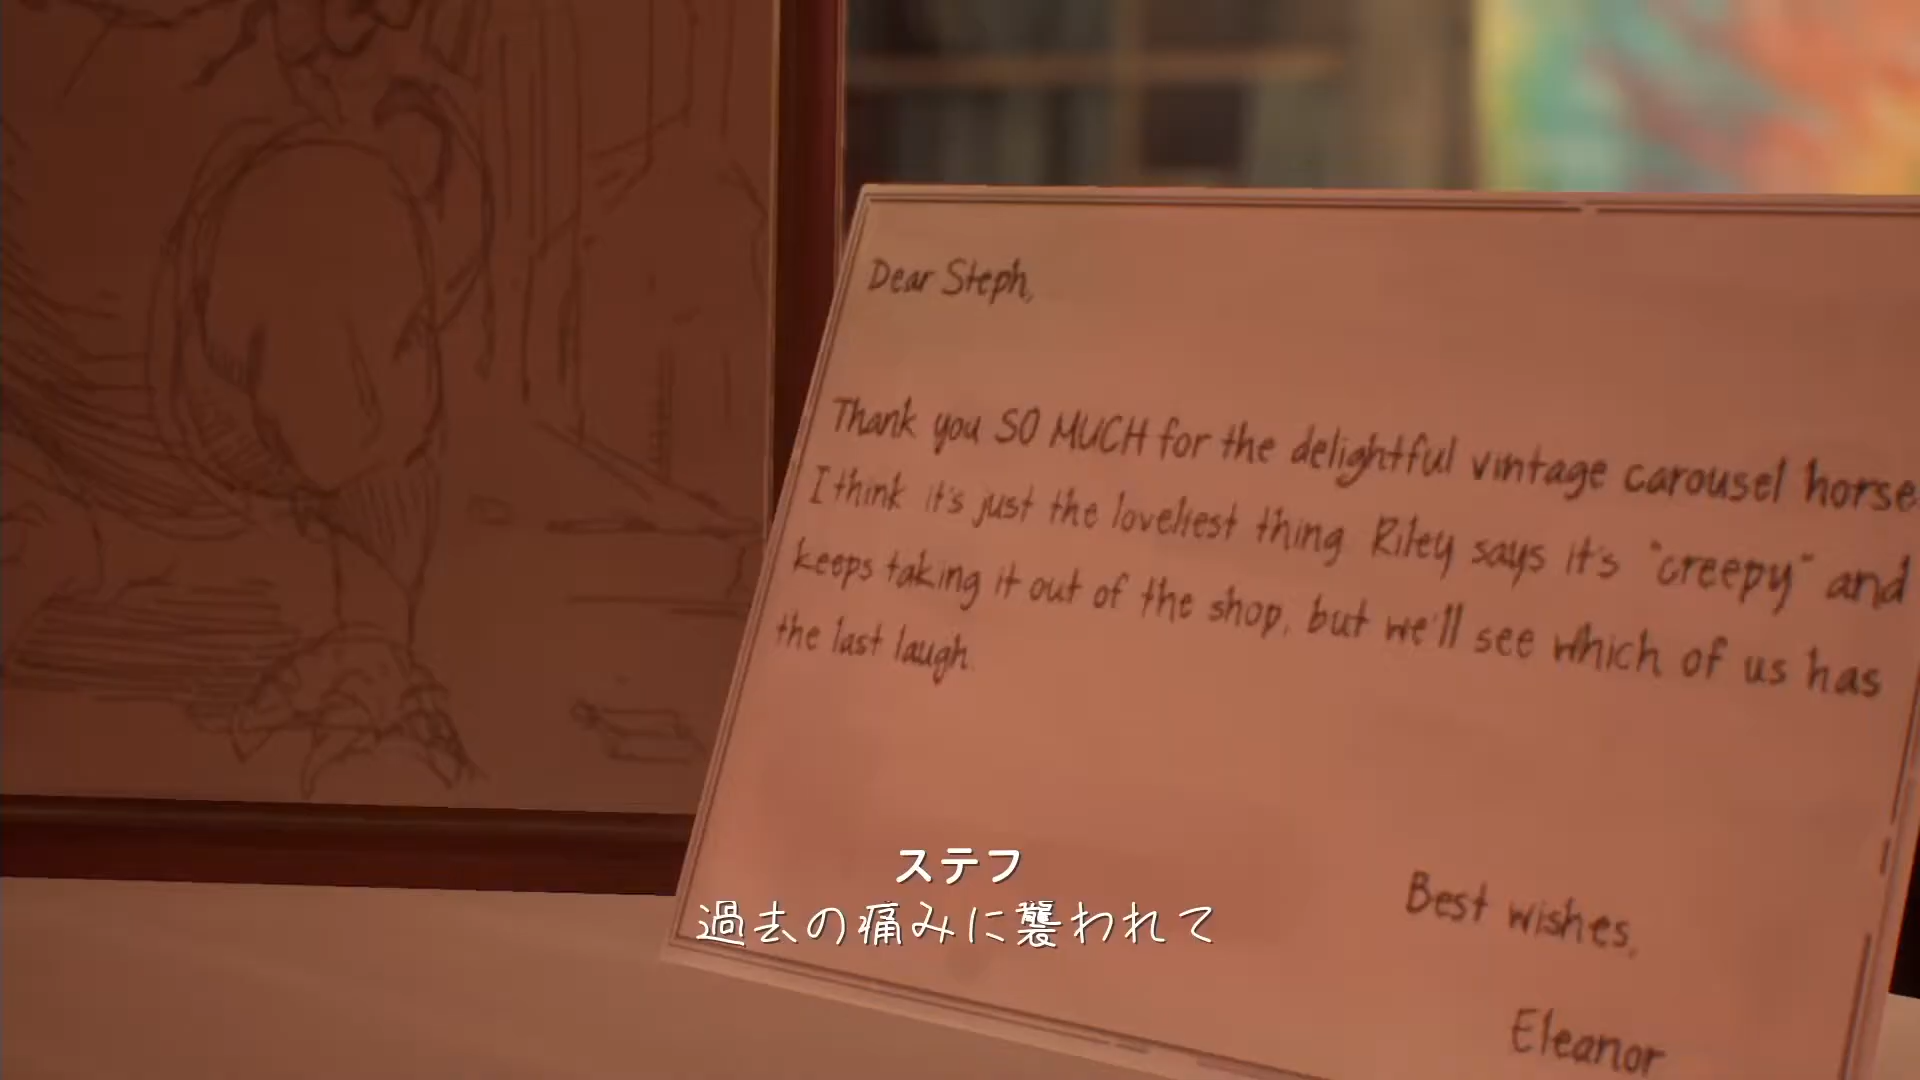 Dear Steph,
Thank you SO MUCH for the delightful vintage carousel horse
I think it's just the loveliest thing Riley says it's "creepy" and
keeps taking it out of the shop, but we'll see which of us has
the last laugh.
ステフ
過去の痛みに襲われて
Best wishes,
Eleanor